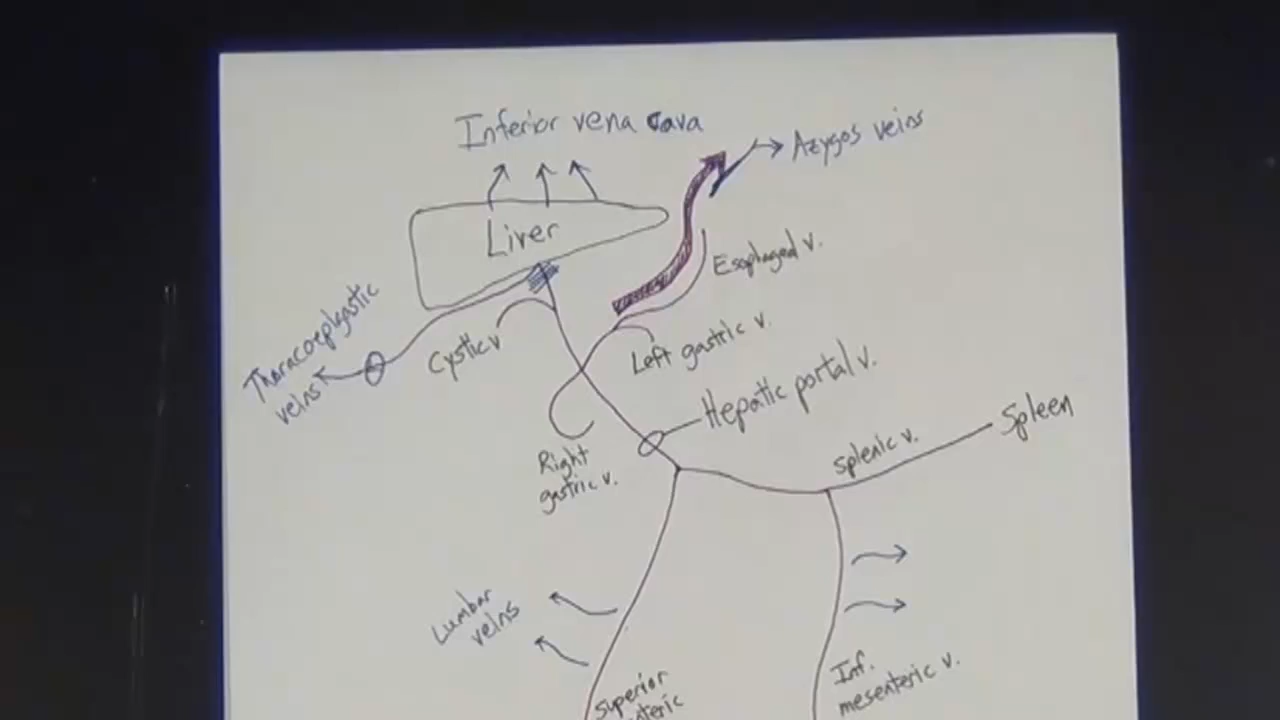 Inferior vena cava
Azygos veins
Liver
Esophageal v.
Thoracoepigastic
veins
Cystic v
Left gastric v.
Hepatic portal v.
Spleen
splenic v.
Right
gastric v.
Lumbar
veins
Inf.
mesenteric v.
superior